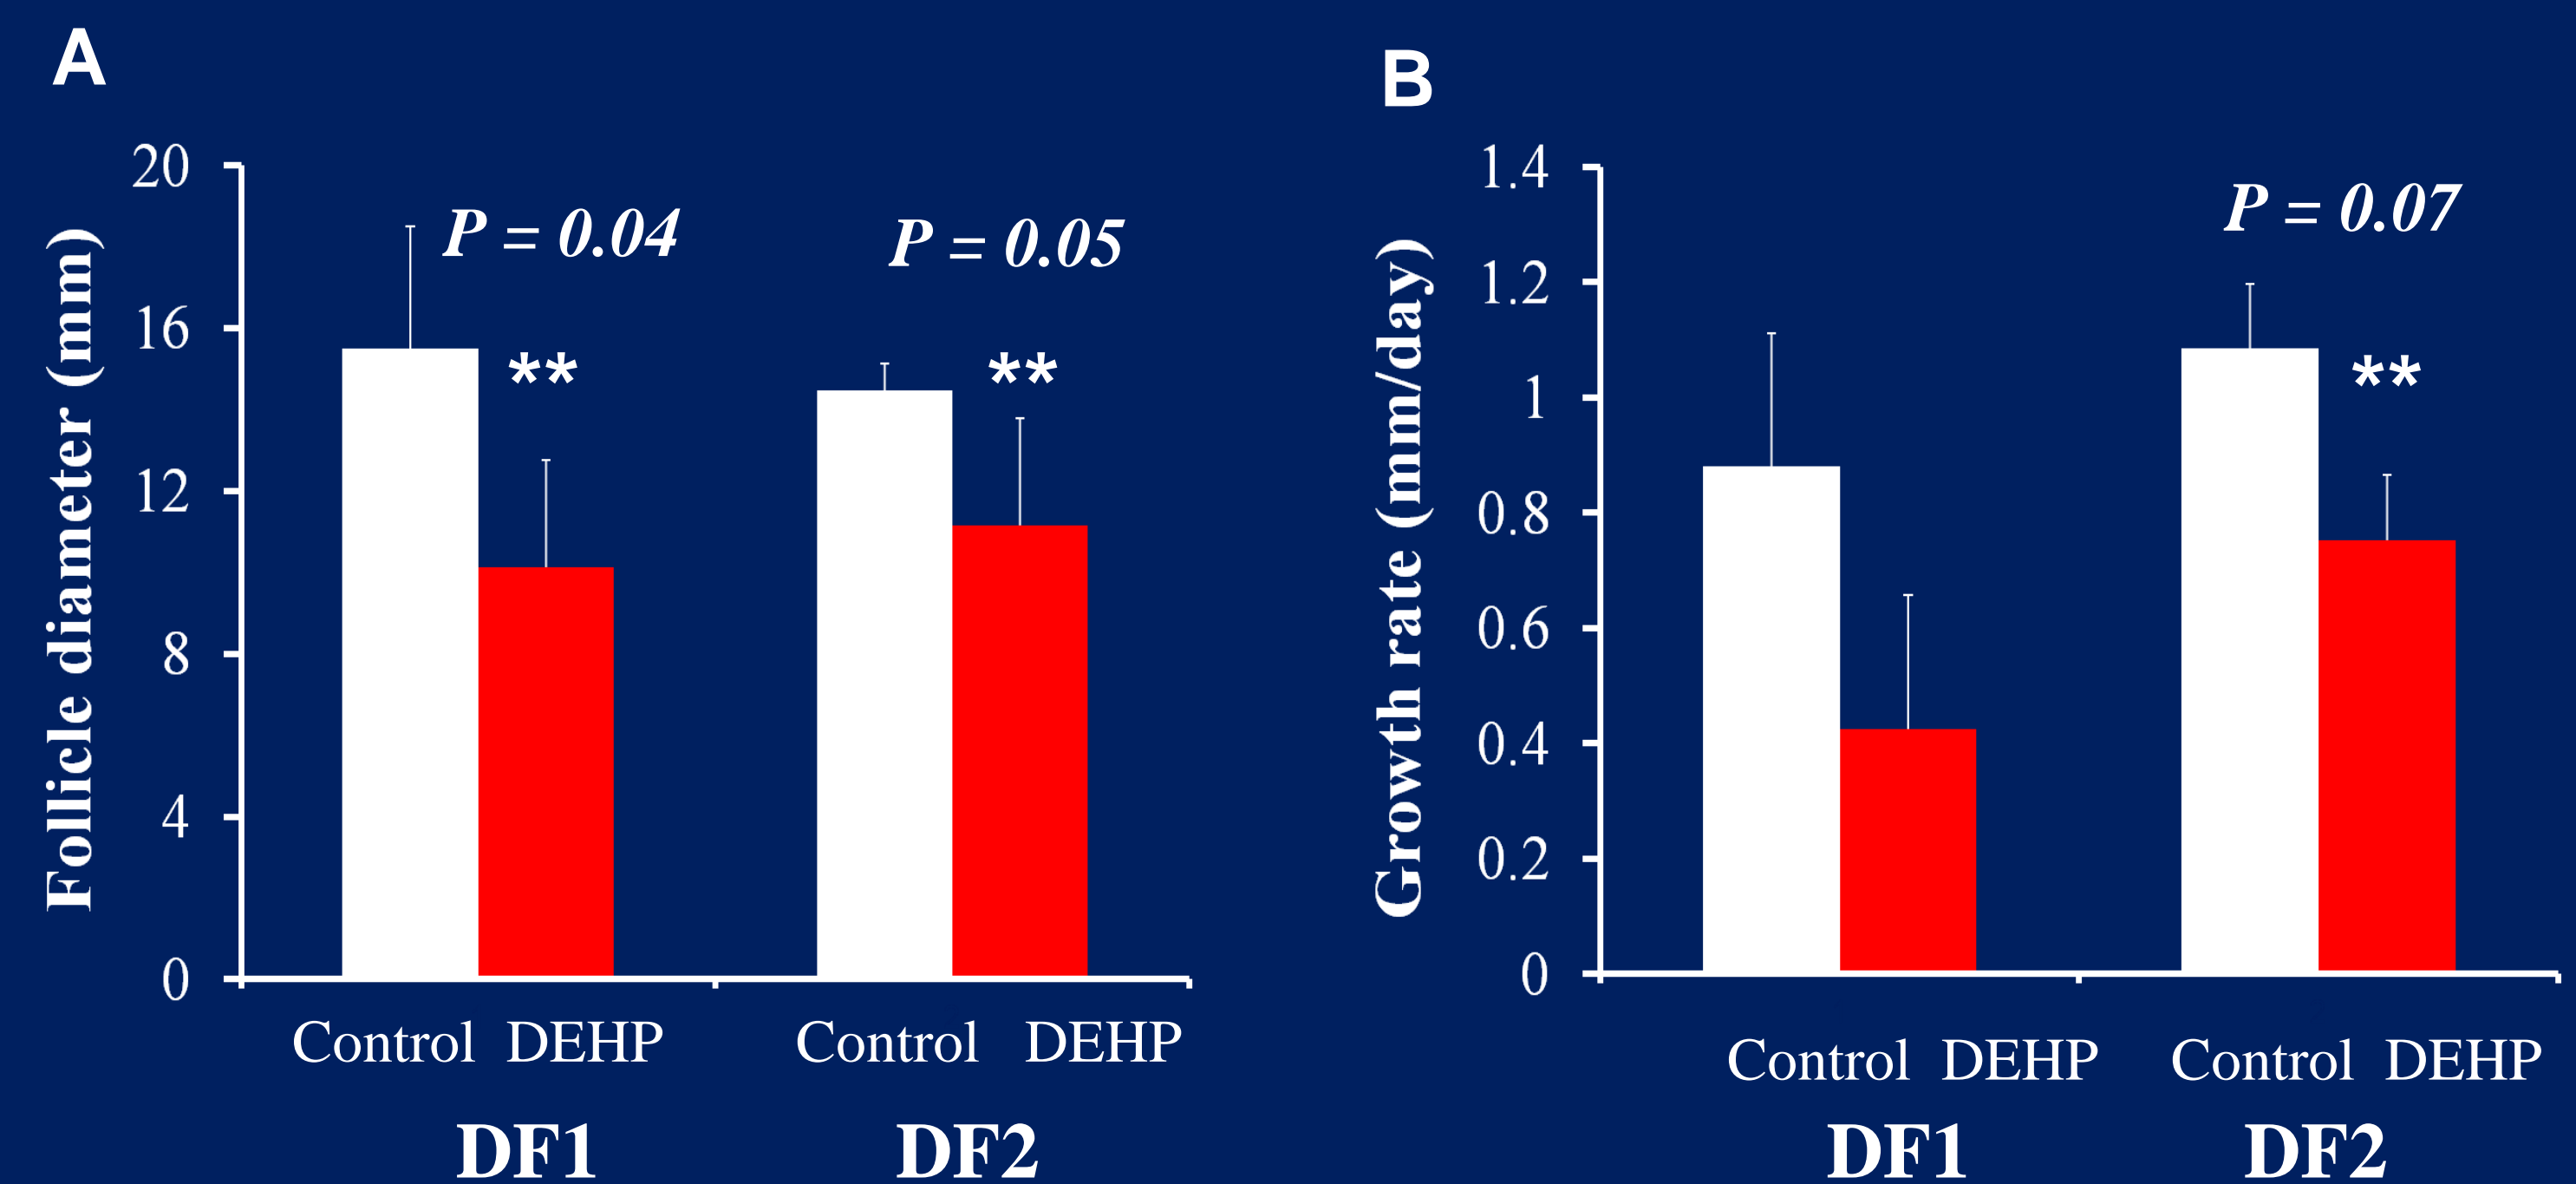 A
Follicle diameter (mm)
20
16
12
8
4
0
P = 0.04
P = 0.05
**
**
Control DEHP
Control DEHP
DF1
DF2
B
Growth rate (mm/day)
1.4
1.2
1
0.8
0.6
0.4
0.2
0
P = 0.07
**
Control DEHP
Control DEHP
DF1
DF2